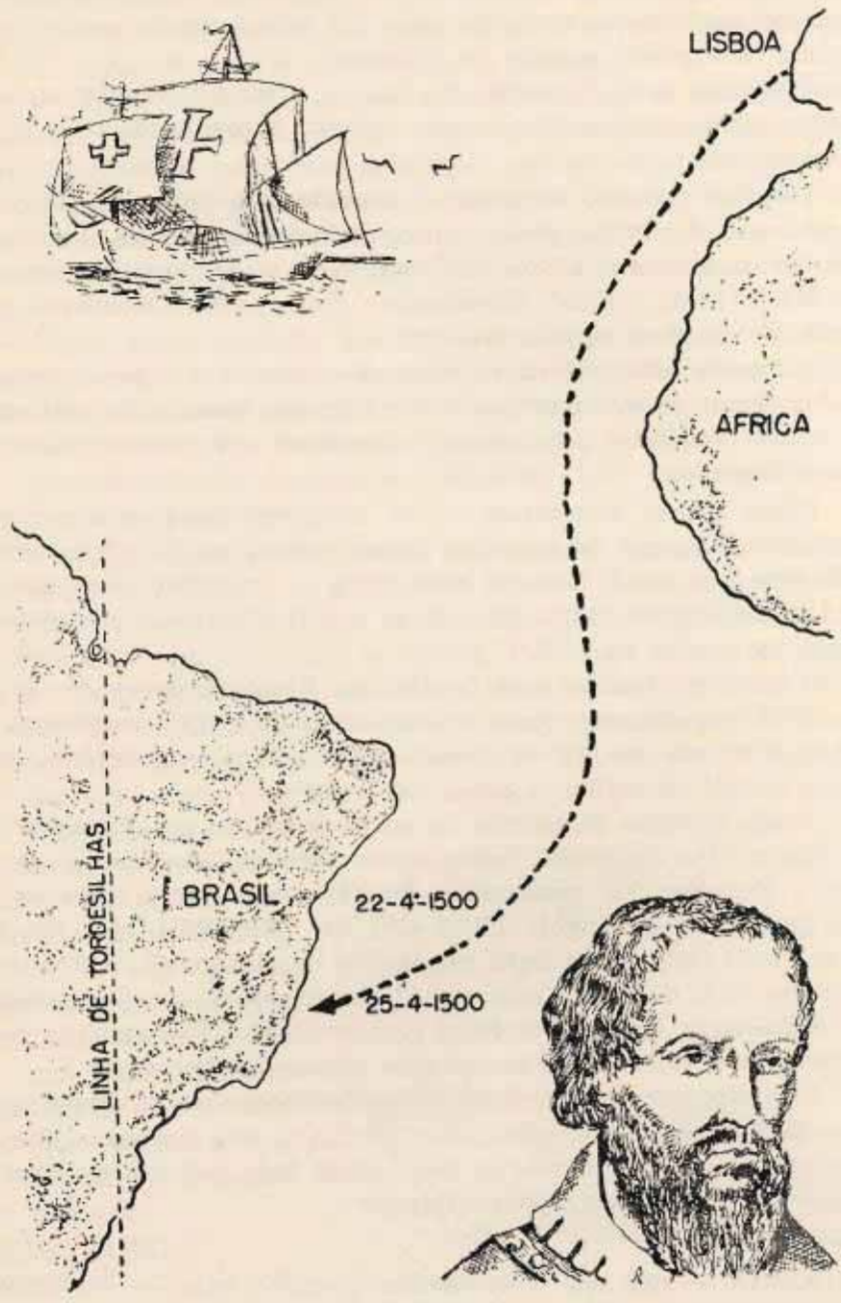 LISBOA
AFRICA
BRASIL
22-4-1500
25-4-1500
LINHA DE TORDESILHAS